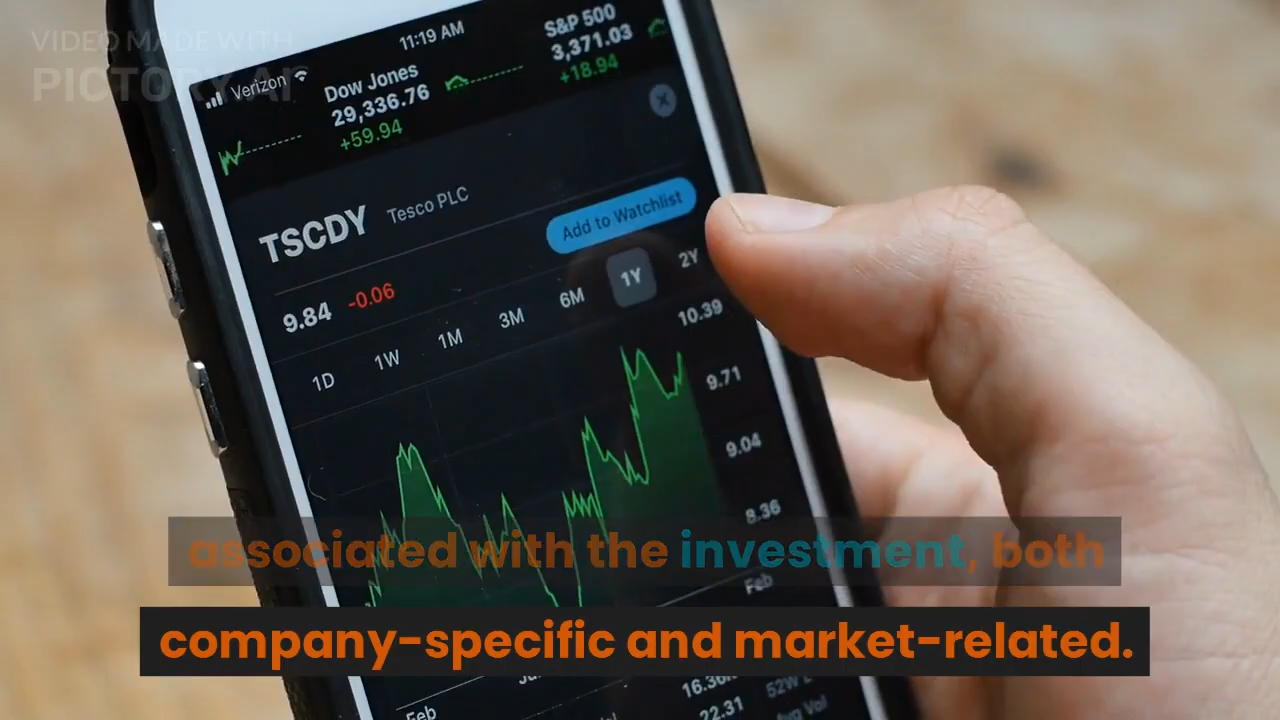 VIDEO MADE WITH
PICTORY.AI
11:19 AM
Verizon
Dow Jones
29,336.76
+59.94
S&P 500
3,371.03
+18.94
TSCDY Tesco PLC
Add to Watchlist
9.84 -0.06
1D 1W 1M 3M 6M 1Y 2Y
10.39
9.71
9.04
8.36
associated with the investment, both
company-specific and market-related.
Feb
Feb
22.31
52W
Avg Vol